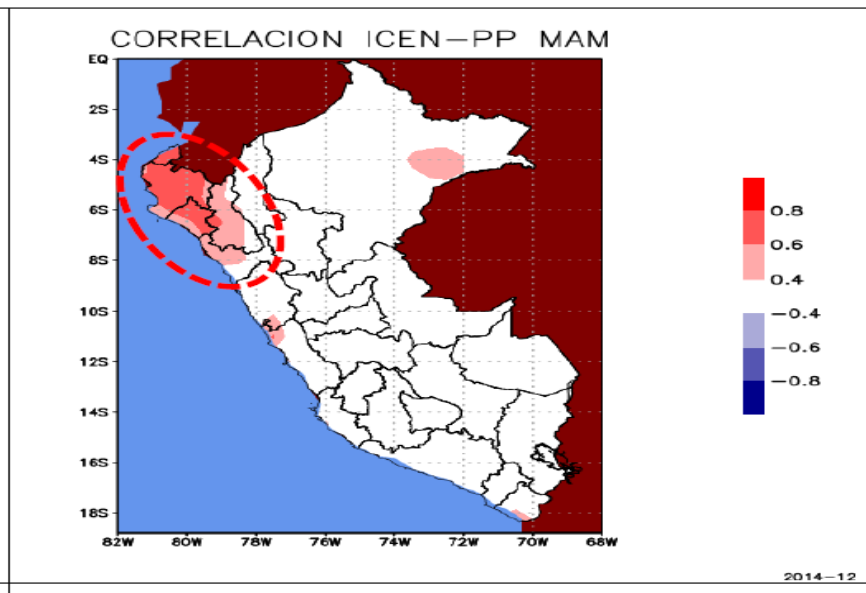 CORRELACION ICEN-PP MAM
EQ
2S
4S
6S
8S
10S
12S
14S
16S
18S
82W 80W 78W 76W 74W 72W 70W 68W
0.8
0.6
0.4
-0.4
-0.6
-0.8
2014-12